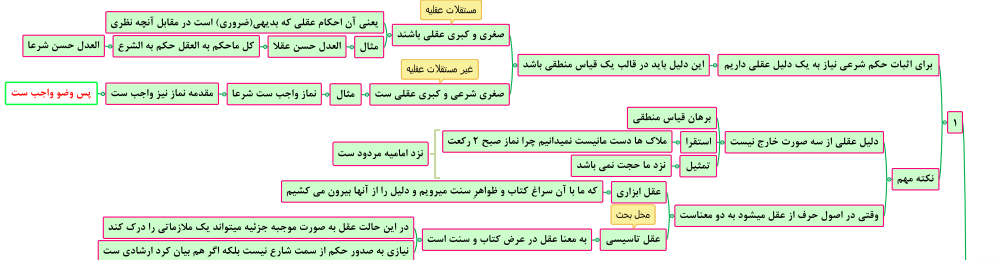 ۱
برای اثبات حکم شرعی نیاز به یک دلیل عقلی داریم
این دلیل باید در قالب یک قیاس منطقی باشد
مستقلات عقلیه
صغری و کبری عقلی باشند
یعنی آن احکام عقلی که بدیهی(ضروری) است در مقابل آنچه نظری
مثال
العدل حسن عقلا
کل ماحکم به العقل حکم به الشرع
العدل حسن شرعا
غیر مستقلات عقلیه
صغری شرعی و کبری عقلی ست
مثال
نماز واجب ست شرعا
مقدمه نماز نیز واجب ست
پس وضو واجب ست
نکته مهم
دلیل عقلی از سه صورت خارج نیست
برهان قیاس منطقی
استقرا
ملاک ها دست مانیست نمیدانیم چرا نماز صبح ۲ رکعت
تمثیل
نزد ما حجت نمی باشد
نزد امامیه مردود ست
وقتی در اصول حرف از عقل میشود به دو معناست
عقل ابزاری
که ما با آن سراغ کتاب و ظواهرِ سنت میرویم و دلیل را از آنها بیرون می کشیم
محل بحث
عقل تاسیسی
به معنا عقل در عرض کتاب و سنت است
در این حالت عقل به صورت موجبه جزئیه میتواند یک ملازماتی را درک کند
نیازی به صدور حکم از سمت شارع نیست بلکه اگر هم بیان کرد ارشادی ست